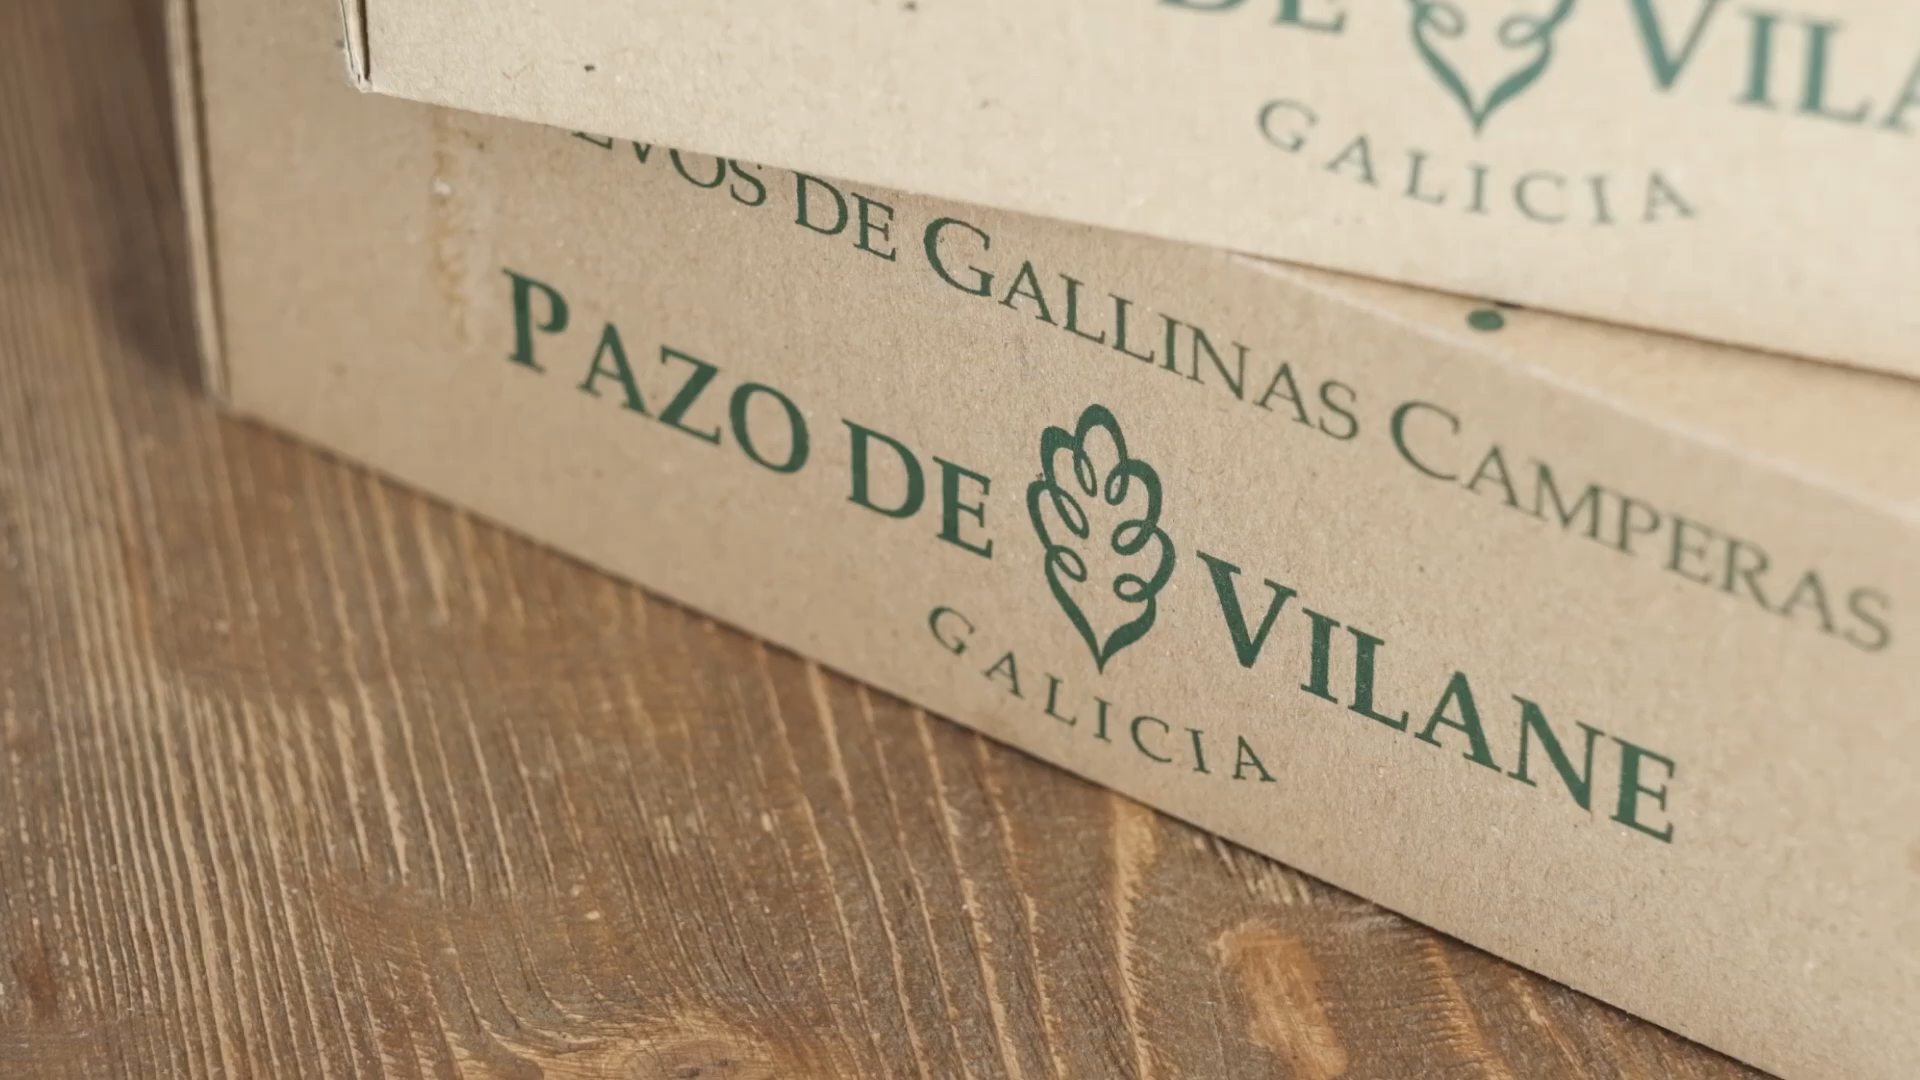 DE VILA
GALICIA
EVOS DE GALLINAS CAMPERAS
PAZO DE VILANE
GALICIA